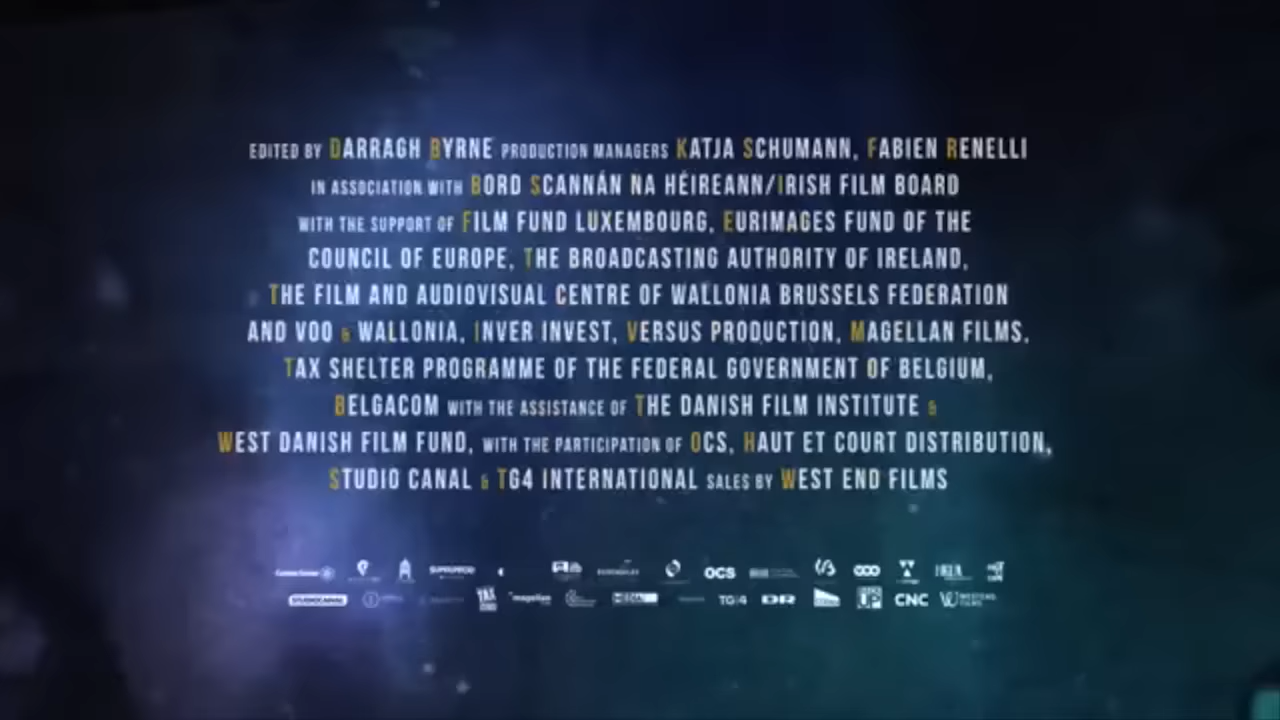 EDITED BY DARRAGH BYRNE PRODUCTION MANAGERS KATJA SCHUMANN, FABIEN RENELLI
IN ASSOCIATION WITH BORD SCANNÁN NA HÉIREANN/IRISH FILM BOARD
WITH THE SUPPORT OF FILM FUND LUXEMBOURG, EURIMAGES FUND OF THE
COUNCIL OF EUROPE, THE BROADCASTING AUTHORITY OF IRELAND,
THE FILM AND AUDIOVISUAL CENTRE OF WALLONIA BRUSSELS FEDERATION
AND VOO & WALLONIA, INVER INVEST, VERSUS PRODUCTION, MAGELLAN FILMS,
TAX SHELTER PROGRAMME OF THE FEDERAL GOVERNMENT OF BELGIUM,
BELGACOM WITH THE ASSISTANCE OF THE DANISH FILM INSTITUTE &
WEST DANISH FILM FUND, WITH THE PARTICIPATION OF OCS, HAUT ET COURT DISTRIBUTION,
STUDIO CANAL & TG4 INTERNATIONAL SALES BY WEST END FILMS
OCS
STUDIOCANAL TAX magellan MEDIA TG4 DR UP CNC